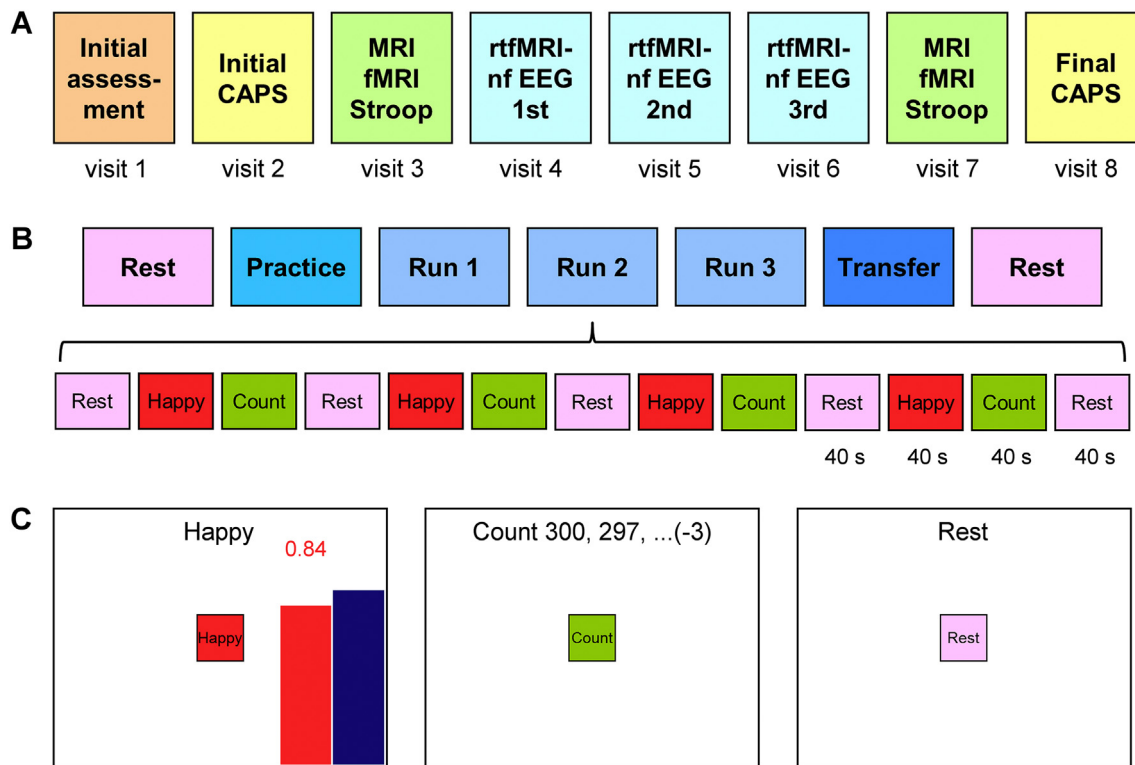 A
Initial
assess-
ment
Initial
CAPS
MRI
fMRI
Stroop
rtfMRI-
nf EEG
1st
rtfMRI-
nf EEG
2nd
rtfMRI-
nf EEG
3rd
MRI
fMRI
Stroop
Final
CAPS
visit 1
visit 2
visit 3
visit 4
visit 5
visit 6
visit 7
visit 8
B
Rest
Practice
Run 1
Run 2
Run 3
Transfer
Rest
Rest
Happy
Count
Rest
Happy
Count
Rest
Happy
Count
Rest
Happy
Count
Rest
40 s
40 s
40 s
40 s
C
Happy
0.84
Happy
Count 300, 297, ...(-3)
Count
Rest
Rest